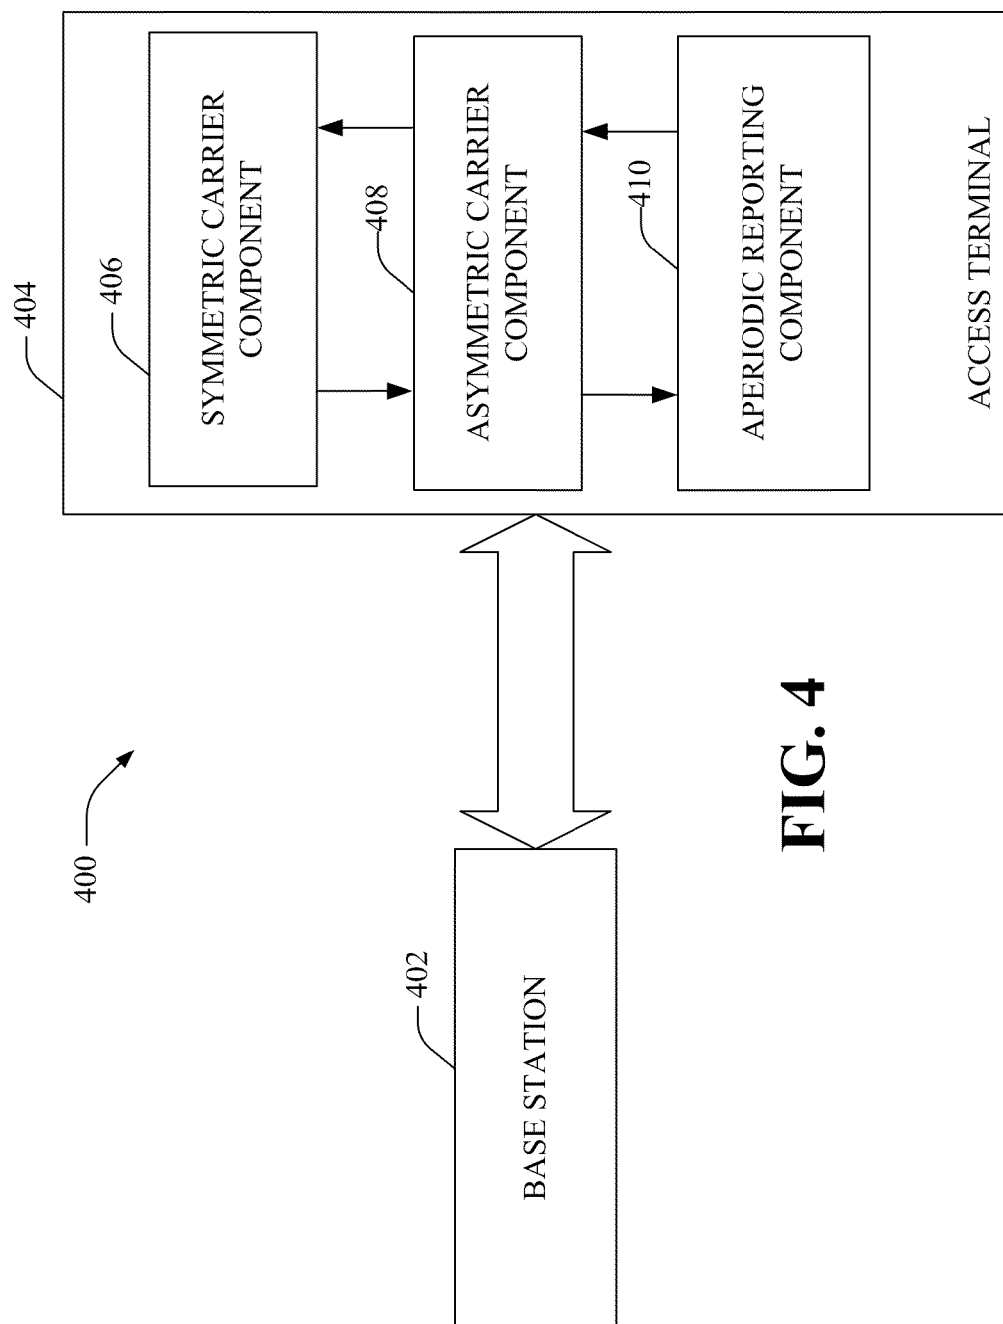 400
402
BASE STATION
404
406
SYMMETRIC CARRIER
COMPONENT
408
ASYMMETRIC CARRIER
COMPONENT
410
APERIODIC REPORTING
COMPONENT
ACCESS TERMINAL
FIG. 4